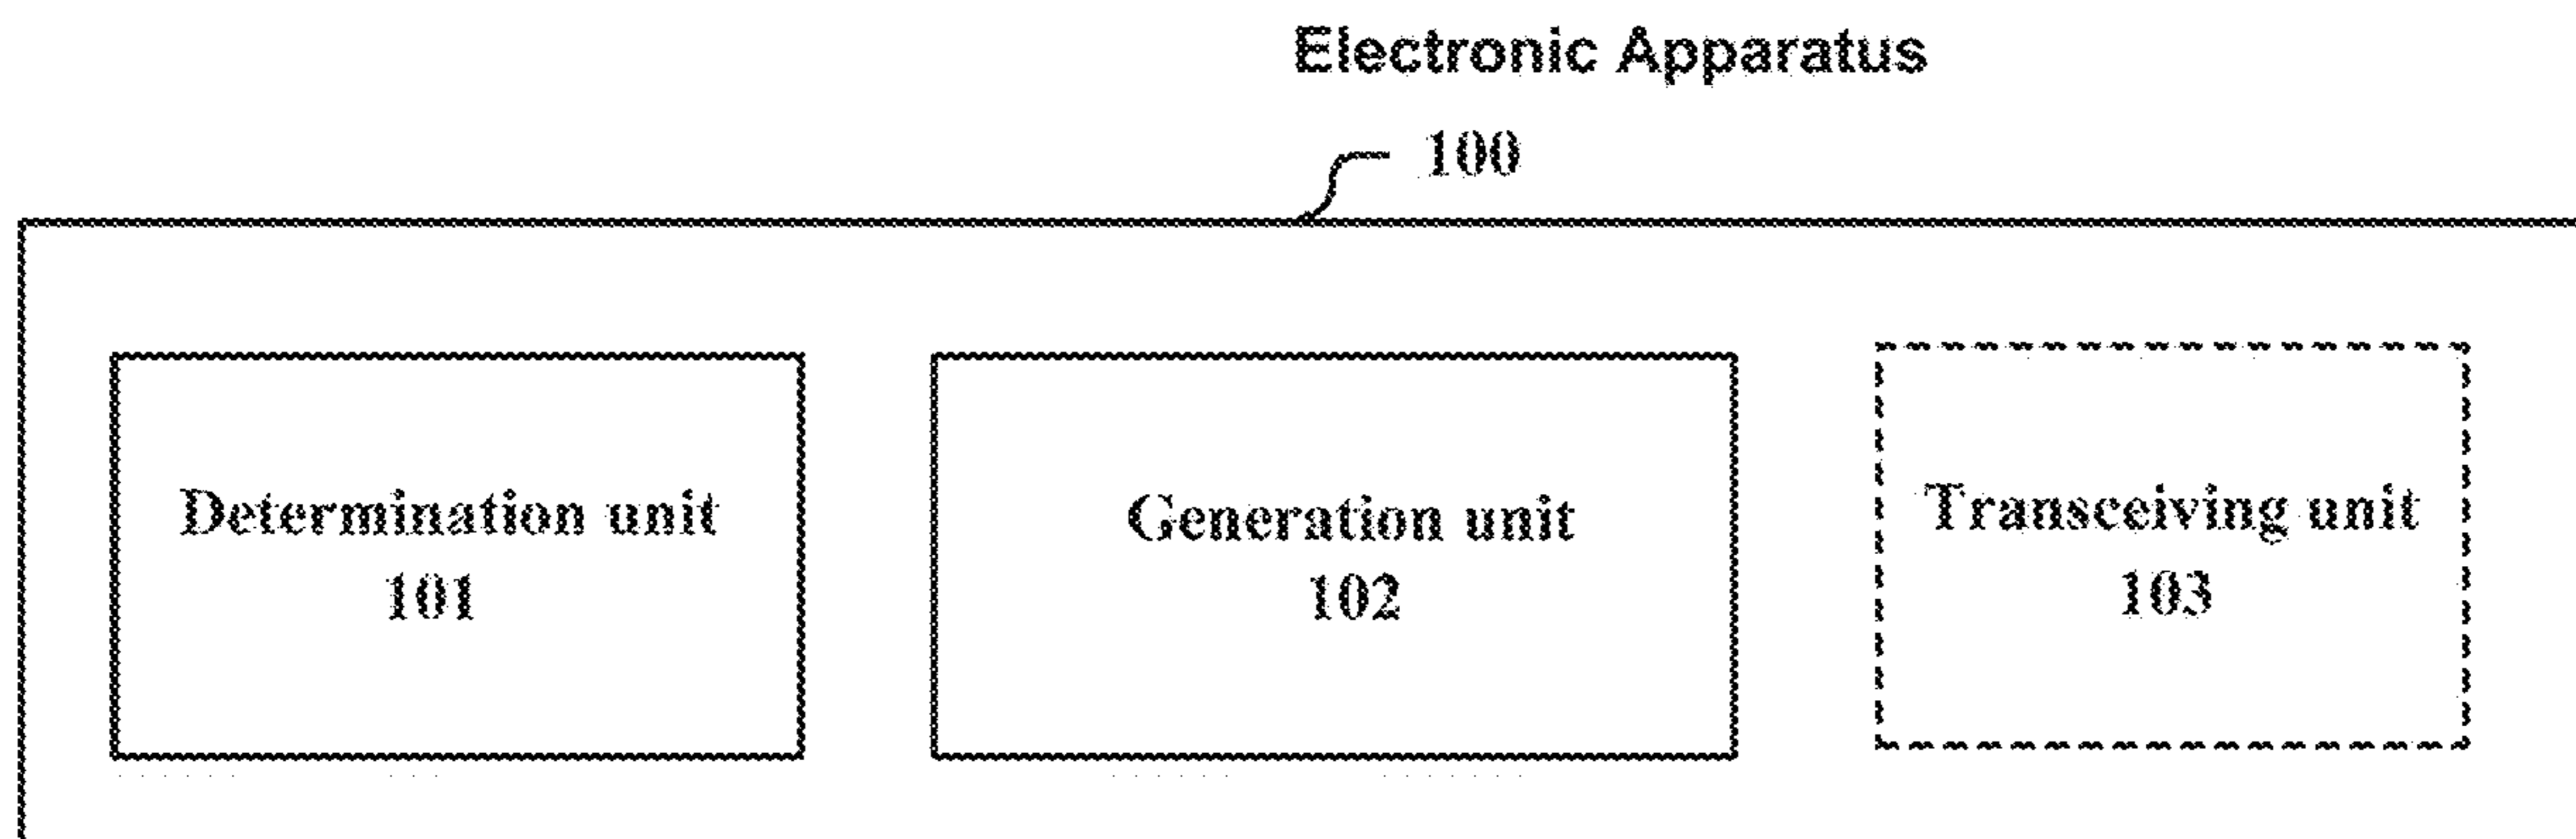 Electronic Apparatus
100
Determination unit
101
Generation unit
102
Transceiving unit
103